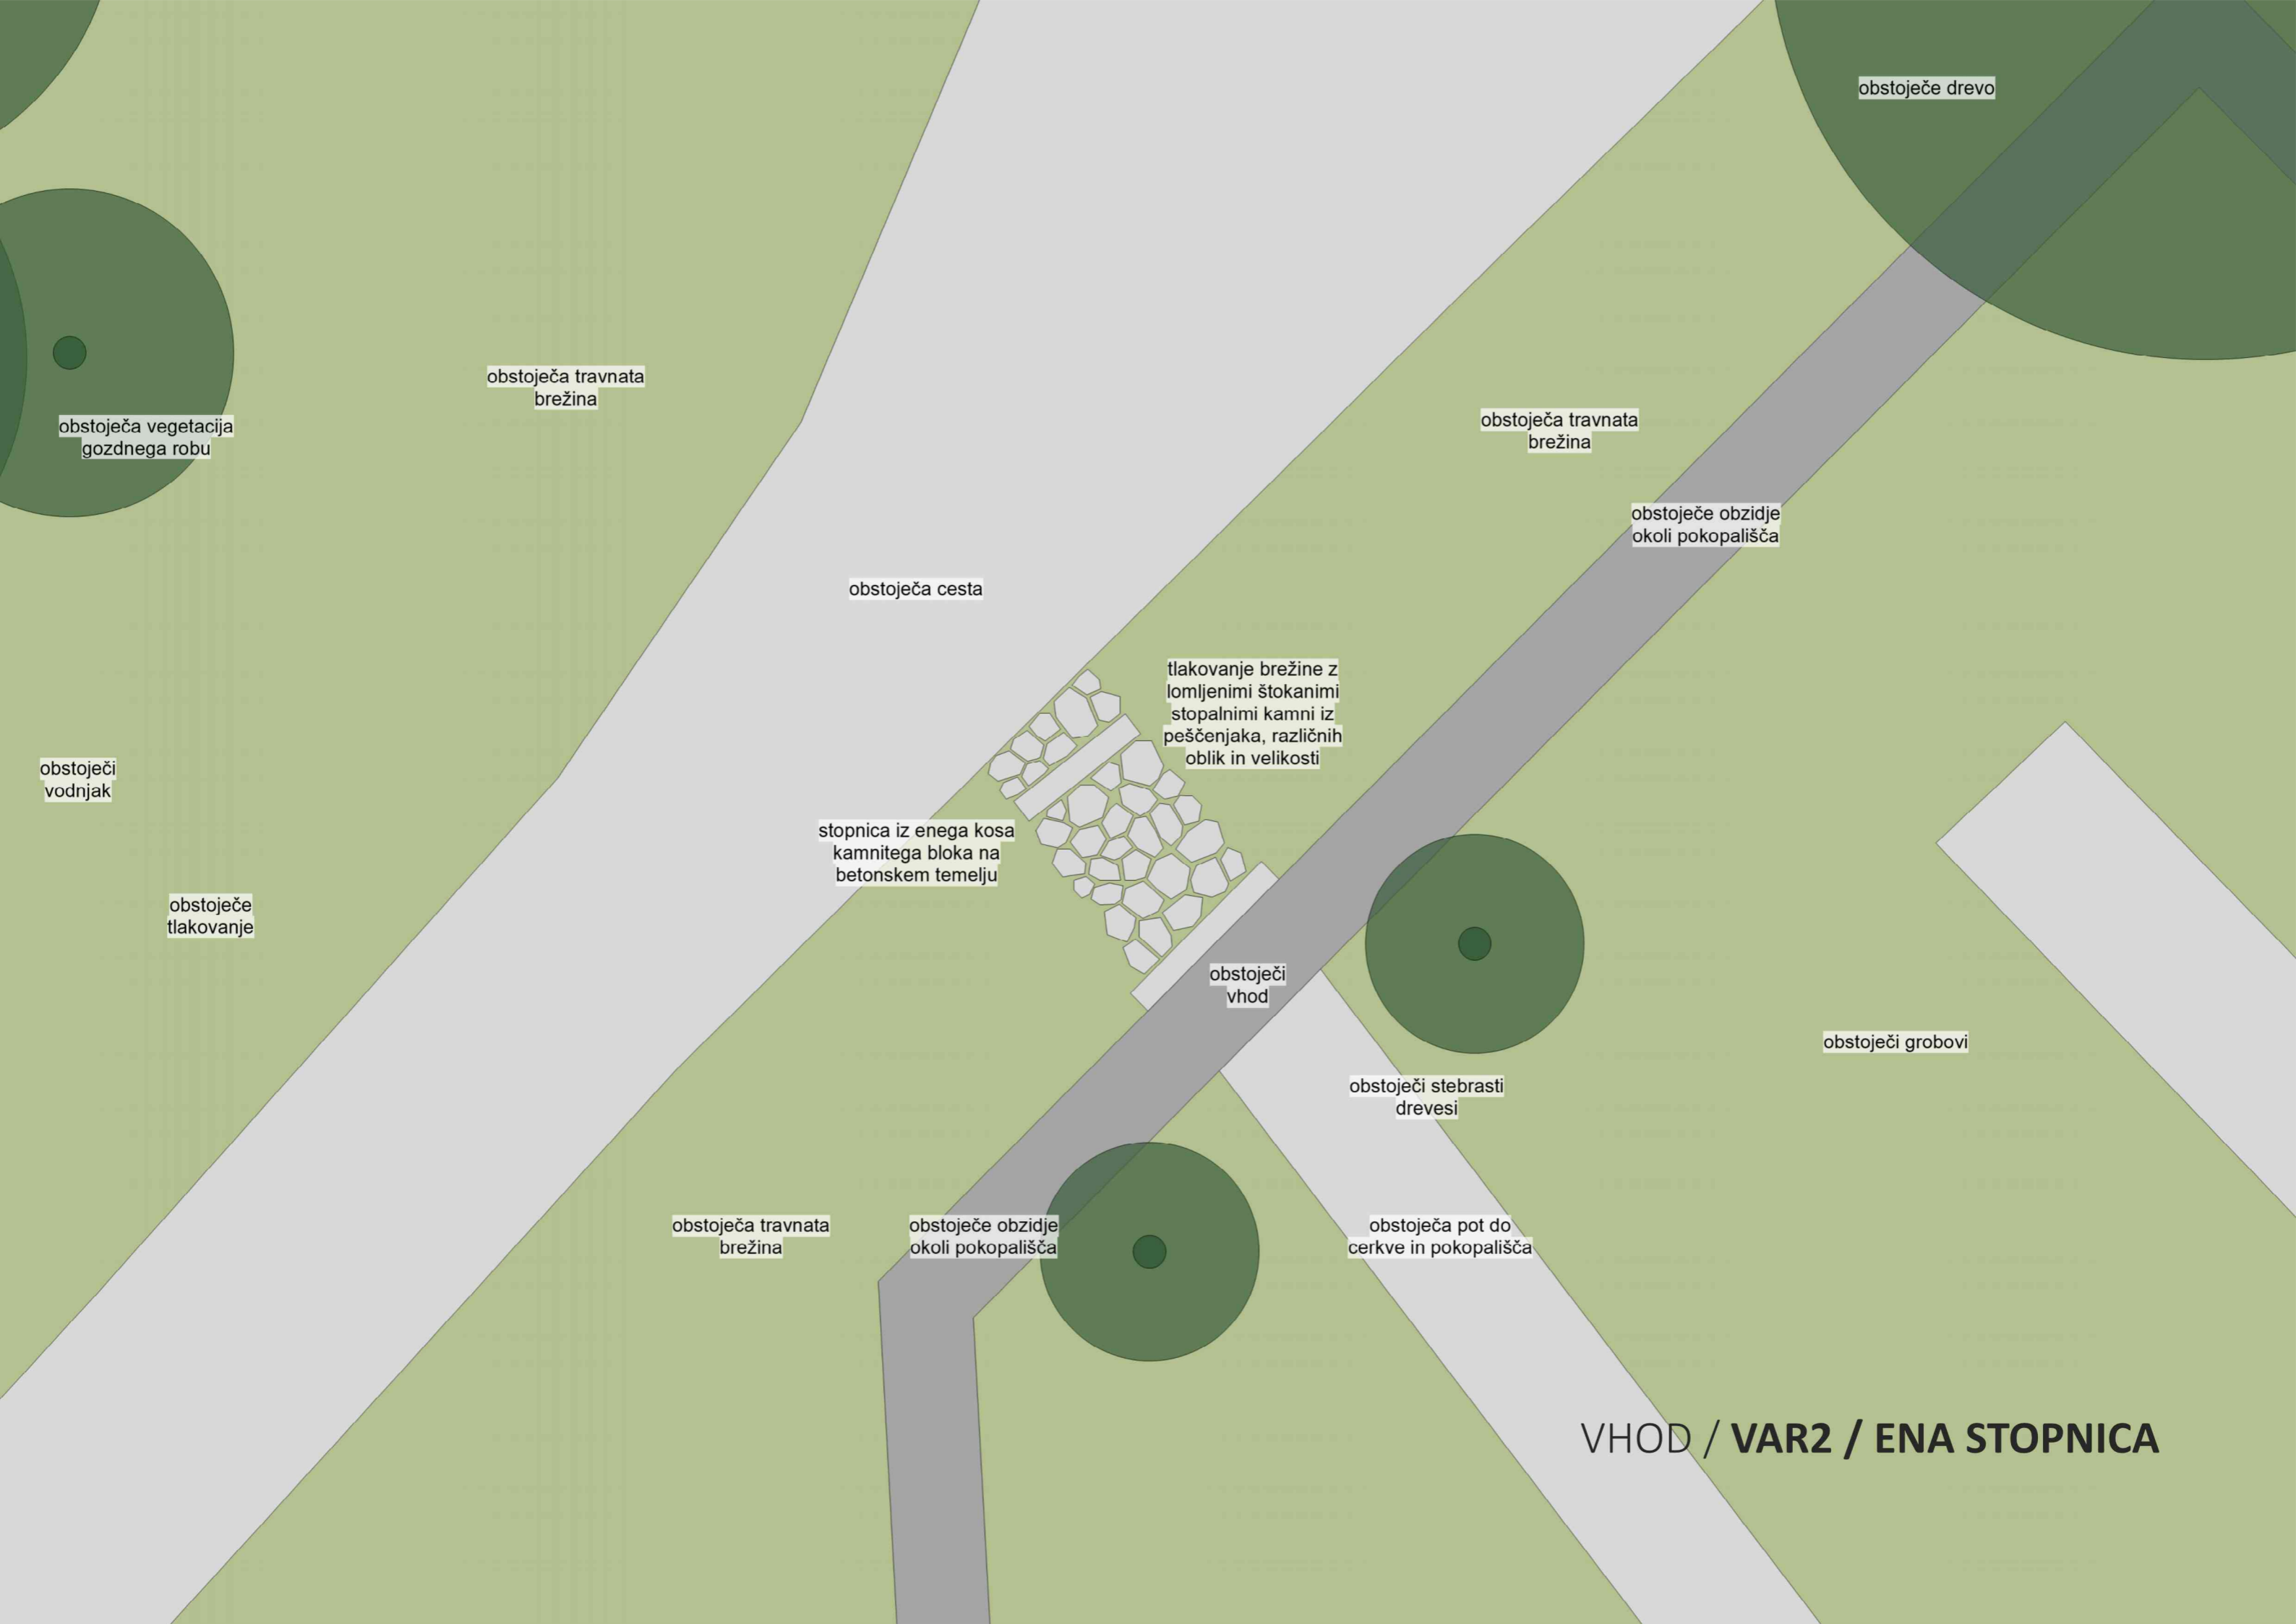 obstoječe drevo
obstoječa travnata
brežina
obstoječa vegetacija
gozdnega robu
obstoječa travnata
brežina
obstoječe obzidje
okoli pokopališča
obstoječa cesta
tlakovanje brežine z
lomljenimi štokanimi
stopalnimi kamni iz
peščenjaka, različnih
oblik in velikosti
obstoječi
vodnjak
stopnica iz enega kosa
kamnitega bloka na
betonskem temelju
obstoječe
tlakovanje
obstoječi
vhod
obstoječi grobovi
obstoječi stebrasti
drevesi
obstoječa travnata
brežina
obstoječe obzidje
okoli pokopališča
obstoječa pot do
cerkve in pokopališča
VHOD / VAR2 / ENA STOPNICA